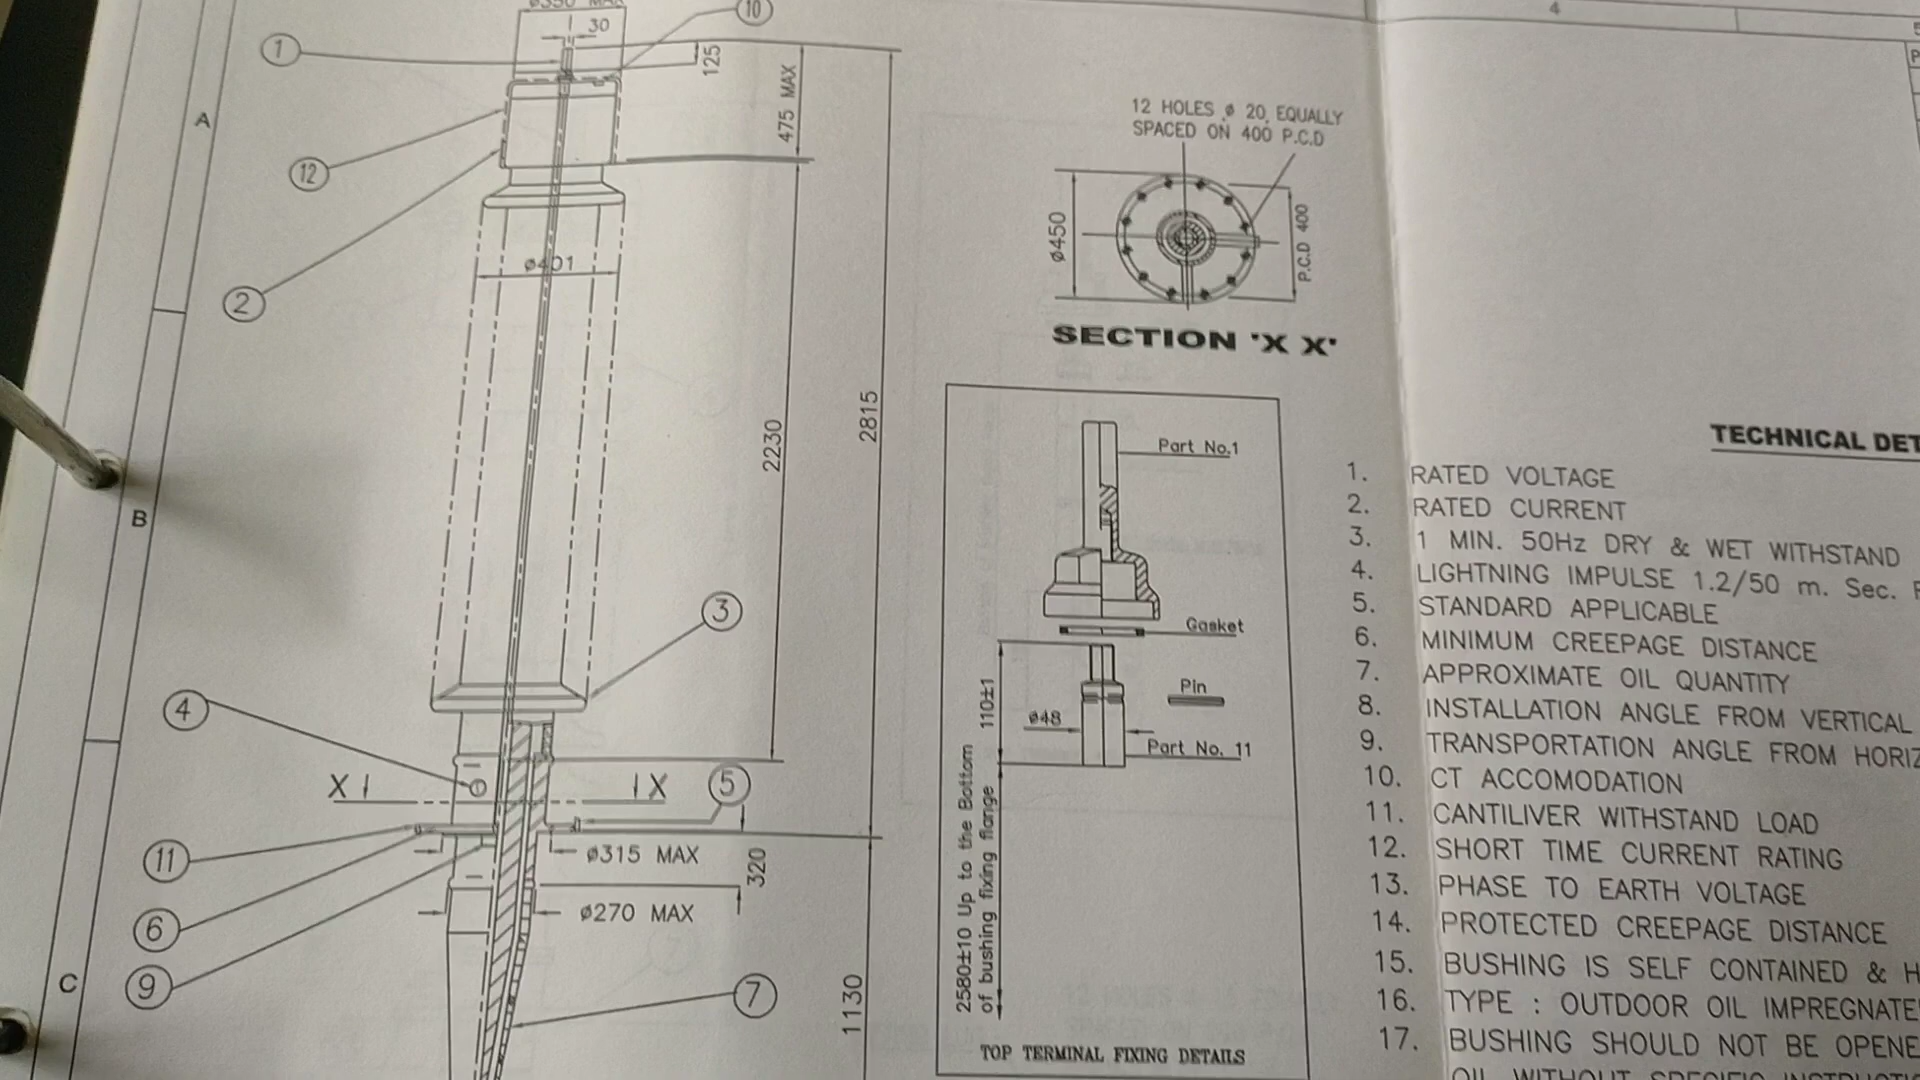 ø350 MAX
10
4
5
30
1
125
475 MAX
12 HOLES ø 20, EQUALLY
SPACED ON 400 P.C.D
A
12
ø450
P.C.D 400
ø401
2
SECTION 'X X'
2230
2815
B
3
4
X
X
5
11
ø315 MAX
320
6
ø270 MAX
9
C
7
1130
Part No.1
Gasket
Pin
110±1
ø48
Part No. 11
2580±10 Up to the Bottom
of bushing fixing flange
TOP TERMINAL FIXING DETAILS
TECHNICAL DET
1. RATED VOLTAGE
2. RATED CURRENT
3. 1 MIN. 50Hz DRY & WET WITHSTAND
4. LIGHTNING IMPULSE 1.2/50 m. Sec.
5. STANDARD APPLICABLE
6. MINIMUM CREEPAGE DISTANCE
7. APPROXIMATE OIL QUANTITY
8. INSTALLATION ANGLE FROM VERTICAL
9. TRANSPORTATION ANGLE FROM HORIZ
10. CT ACCOMODATION
11. CANTILIVER WITHSTAND LOAD
12. SHORT TIME CURRENT RATING
13. PHASE TO EARTH VOLTAGE
14. PROTECTED CREEPAGE DISTANCE
15. BUSHING IS SELF CONTAINED & H
16. TYPE : OUTDOOR OIL IMPREGNATE
17. BUSHING SHOULD NOT BE OPENE
OIL WITHOUT SPECIFIC INSTRUCTI